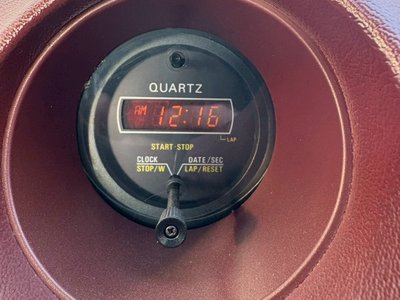 QUARTZ
AM 12:16
LAP
START·STOP
CLOCK DATE/SEC
STOP/W LAP/RESET